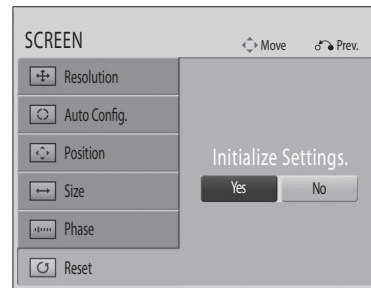 SCREEN Move Prev.
Resolution
Auto Config.
Position
Size
Phase
Reset
Initialize Settings.
Yes No